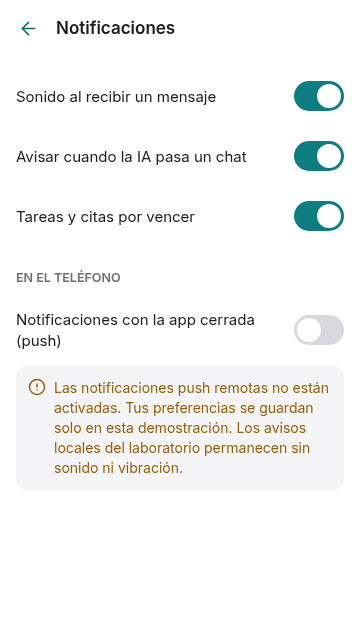 Notificaciones
Sonido al recibir un mensaje
Avisar cuando la IA pasa un chat
Tareas y citas por vencer
EN EL TELÉFONO
Notificaciones con la app cerrada
(push)
Las notificaciones push remotas no están
activadas. Tus preferencias se guardan
solo en esta demostración. Los avisos
locales del laboratorio permanecen sin
sonido ni vibración.